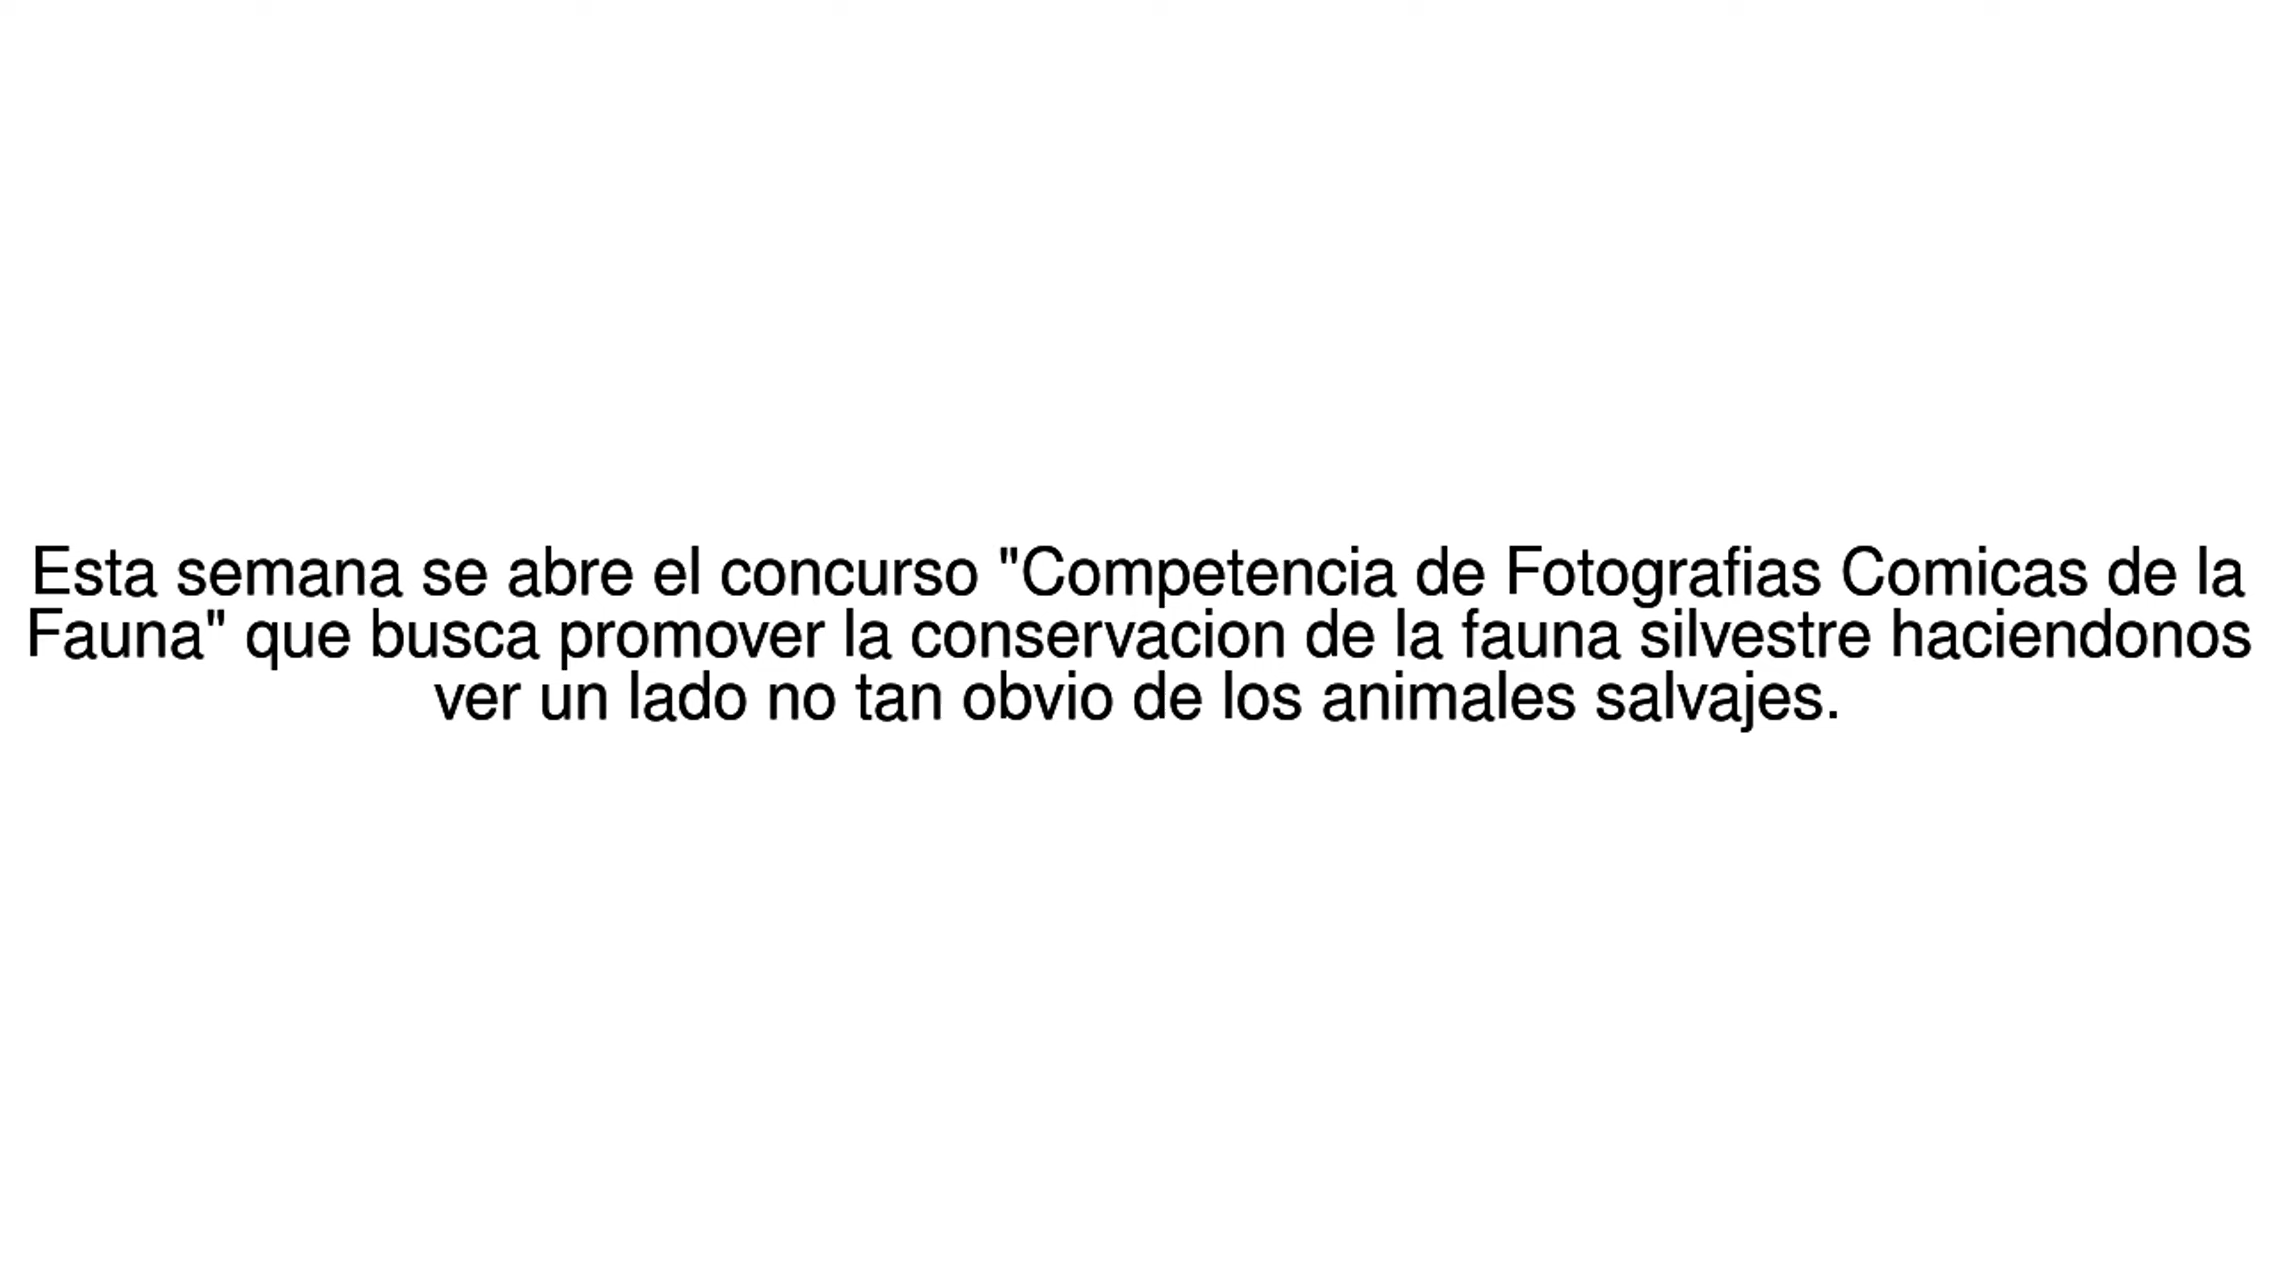 Esta semana se abre el concurso "Competencia de Fotografias Comicas de la
Fauna" que busca promover la conservacion de la fauna silvestre haciendonos
ver un lado no tan obvio de los animales salvajes.